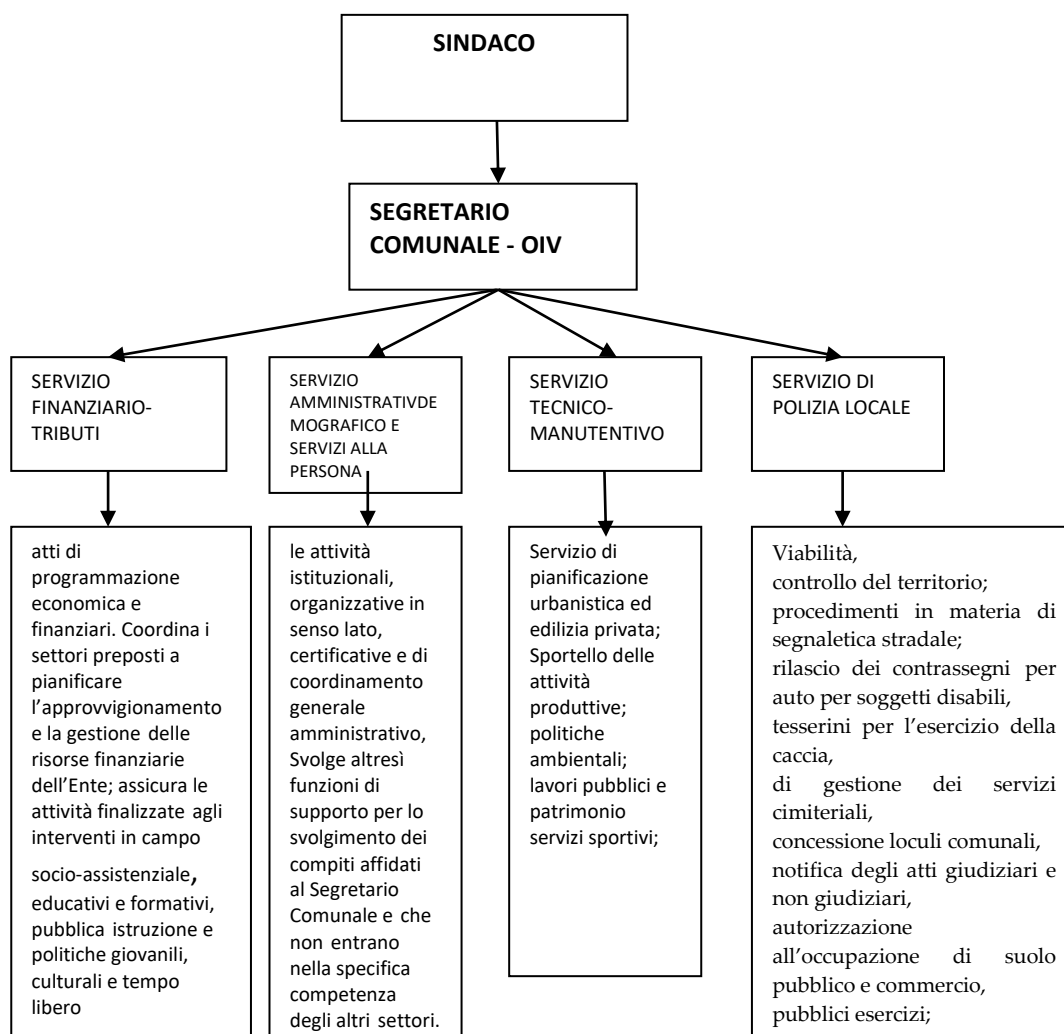 SINDACO
SEGRETARIO
COMUNALE - OIV
SERVIZIO
FINANZIARIO-
TRIBUTI
SERVIZIO
AMMINISTRATIVDE
MOGRAFICO E
SERVIZI ALLA
PERSONA
SERVIZIO
TECNICO-
MANUTENTIVO
SERVIZIO DI
POLIZIA LOCALE
atti di
programmazione
economica e
finanziari. Coordina i
settori preposti a
pianificare
l’approvvigionamento
e la gestione delle
risorse finanziarie
dell’Ente; assicura le
attività finalizzate agli
interventi in campo
socio-assistenziale,
educativi e formativi,
pubblica istruzione e
politiche giovanili,
culturali e tempo
libero
le attività
istituzionali,
organizzative in
senso lato,
certificative e di
coordinamento
generale
amministrativo,
Svolge altresì
funzioni di
supporto per lo
svolgimento dei
compiti affidati
al Segretario
Comunale e che
non entrano
nella specifica
competenza
degli altri settori.
Servizio di
pianificazione
urbanistica ed
edilizia privata;
Sportello delle
attività
produttive;
politiche
ambientali;
lavori pubblici e
patrimonio
servizi sportivi;
Viabilità,
controllo del territorio;
procedimenti in materia di
segnaletica stradale;
rilascio dei contrassegni per
auto per soggetti disabili,
tesserini per l’esercizio della
caccia,
di gestione dei servizi
cimiteriali,
concessione loculi comunali,
notifica degli atti giudiziari e
non giudiziari,
autorizzazione
all’occupazione di suolo
pubblico e commercio,
pubblici esercizi;